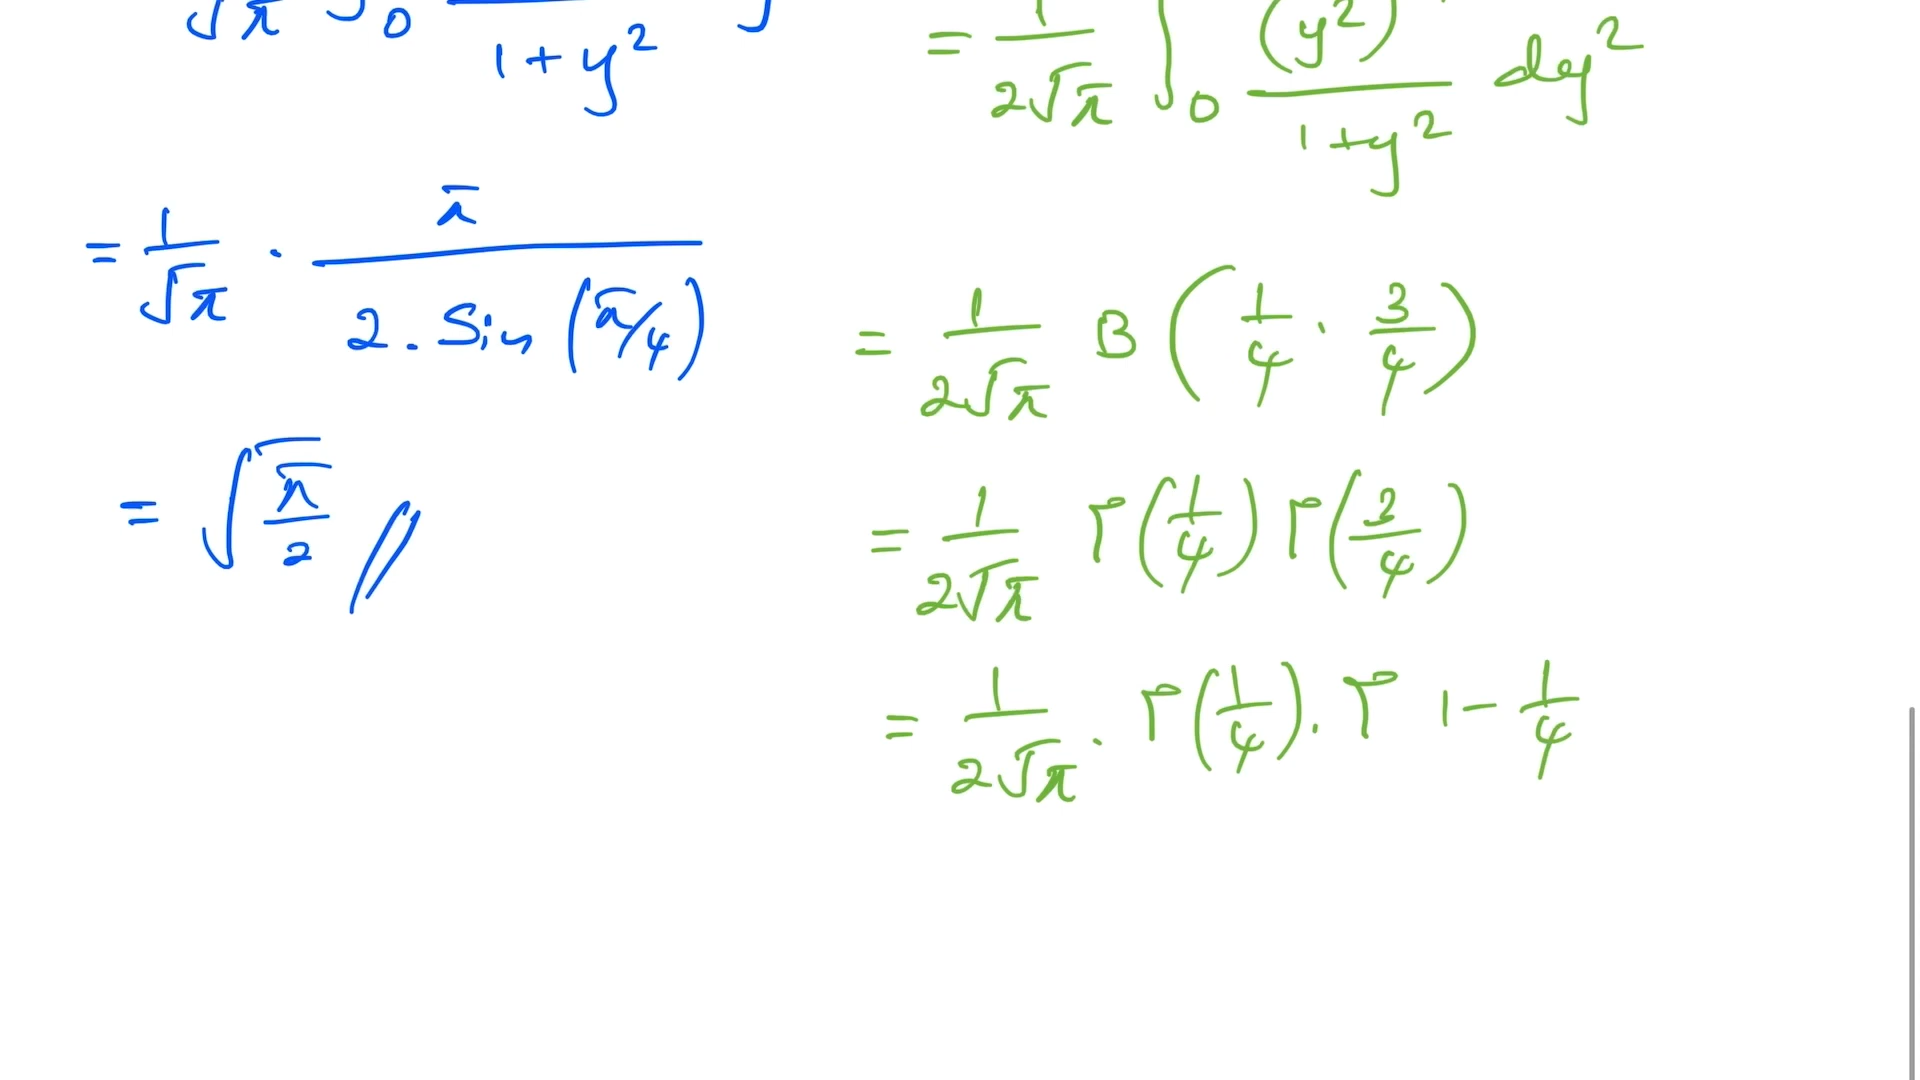 √π ∫₀ 1 + y²
= 1/√π · π / 2 . Sin (π/4)
= √(π/2) //
= 1/(2√π) ∫₀ (y²) / 1 + y² dy²
= 1/(2√π) B (1/4 · 3/4)
= 1/(2√π) Γ(1/4) Γ(3/4)
= 1/(2√π) · Γ(1/4) . Γ 1 - 1/4